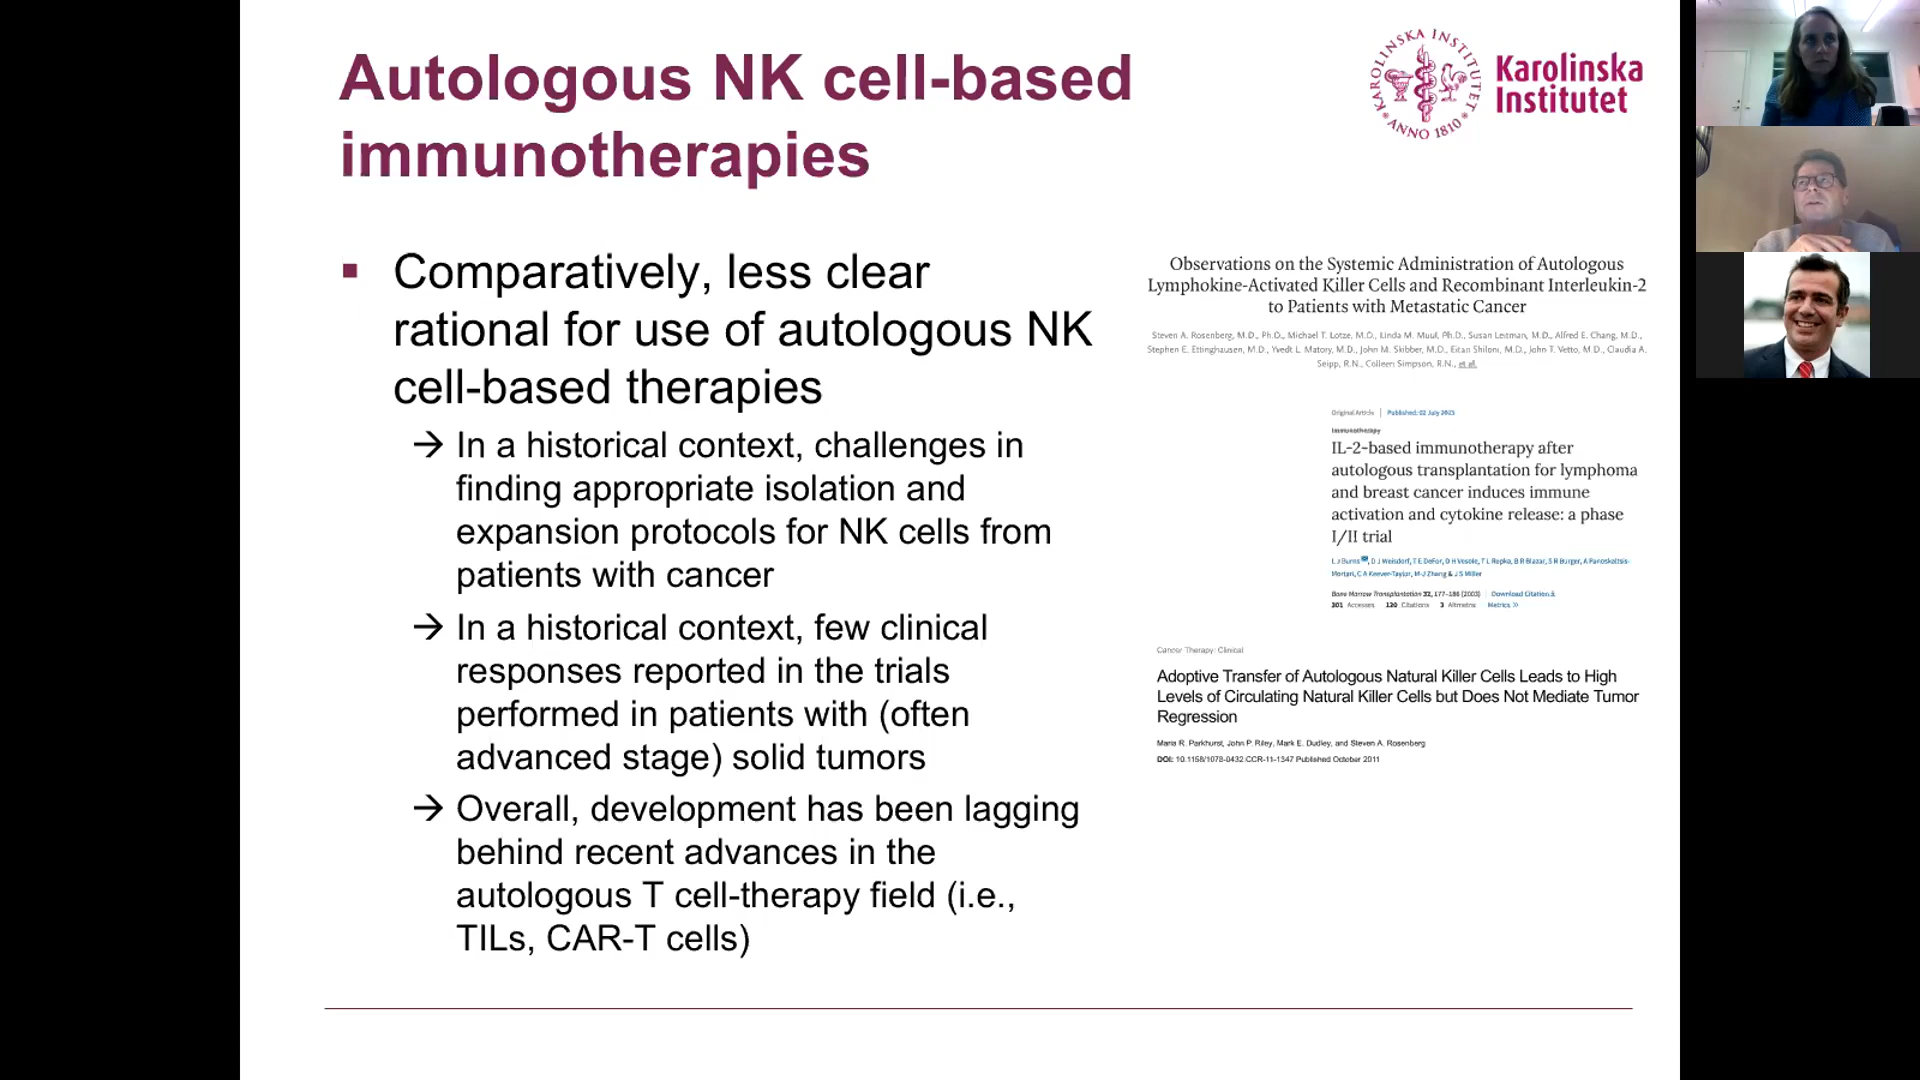 Autologous NK cell-based
immunotherapies
KAROLINSKA INSTITUTET
ANNO 1810
Karolinska
Institutet
Comparatively, less clear
rational for use of autologous NK
cell-based therapies
→ In a historical context, challenges in
finding appropriate isolation and
expansion protocols for NK cells from
patients with cancer
→ In a historical context, few clinical
responses reported in the trials
performed in patients with (often
advanced stage) solid tumors
→ Overall, development has been lagging
behind recent advances in the
autologous T cell-therapy field (i.e.,
TILs, CAR-T cells)
Observations on the Systemic Administration of Autologous
Lymphokine-Activated Killer Cells and Recombinant Interleukin-2
to Patients with Metastatic Cancer
Steven A. Rosenberg, M.D., Ph.D., Michael T. Lotze, M.D., Linda M. Muul, Ph.D., Susan Leitman, M.D., Alfred E. Chang, M.D.,
Stephen E. Ettinghausen, M.D., Yvedt L. Matory, M.D., John M. Skibber, M.D., Eitan Shiloni, M.D., John T. Vetto, M.D., Claudia A.
Seipp, R.N., Colleen Simpson, R.N., et al.
Original Article | Published: 02 July 2003
Immunotherapy
IL-2-based immunotherapy after
autologous transplantation for lymphoma
and breast cancer induces immune
activation and cytokine release: a phase
I/II trial
L J Burns, D J Weisdorf, T E DeFor, D H Vesole, T L Repka, B R Blazar, S R Burger, A Panoskaltsis-
Mortari, C A Keever-Taylor, M-J Zhang & J S Miller
Bone Marrow Transplantation 32, 177–186 (2003) | Download Citation
301 Accesses 120 Citations 3 Altmetric Metrics »
Cancer Therapy: Clinical
Adoptive Transfer of Autologous Natural Killer Cells Leads to High
Levels of Circulating Natural Killer Cells but Does Not Mediate Tumor
Regression
Maria R. Parkhurst, John P. Riley, Mark E. Dudley, and Steven A. Rosenberg
DOI: 10.1158/1078-0432.CCR-11-1347 Published October 2011